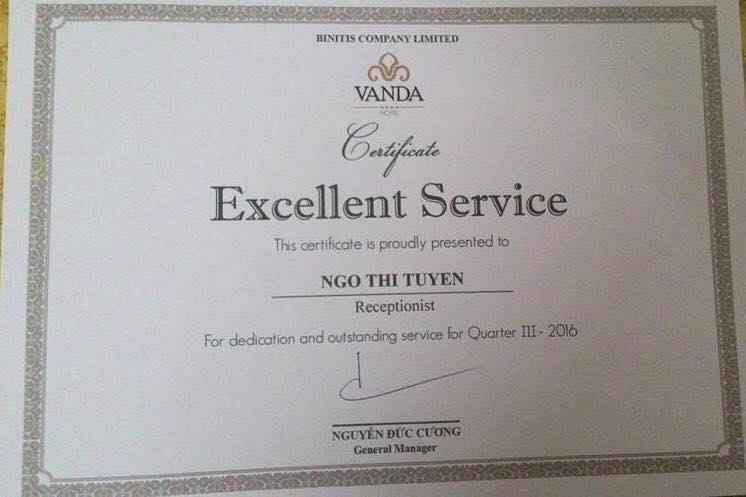 BINITIS COMPANY LIMITED
VANDA
HOTEL
Certificate
Excellent Service
This certificate is proudly presented to
NGO THI TUYEN
Receptionist
For dedication and outstanding service for Quarter III - 2016
NGUYỄN ĐỨC CƯƠNG
General Manager